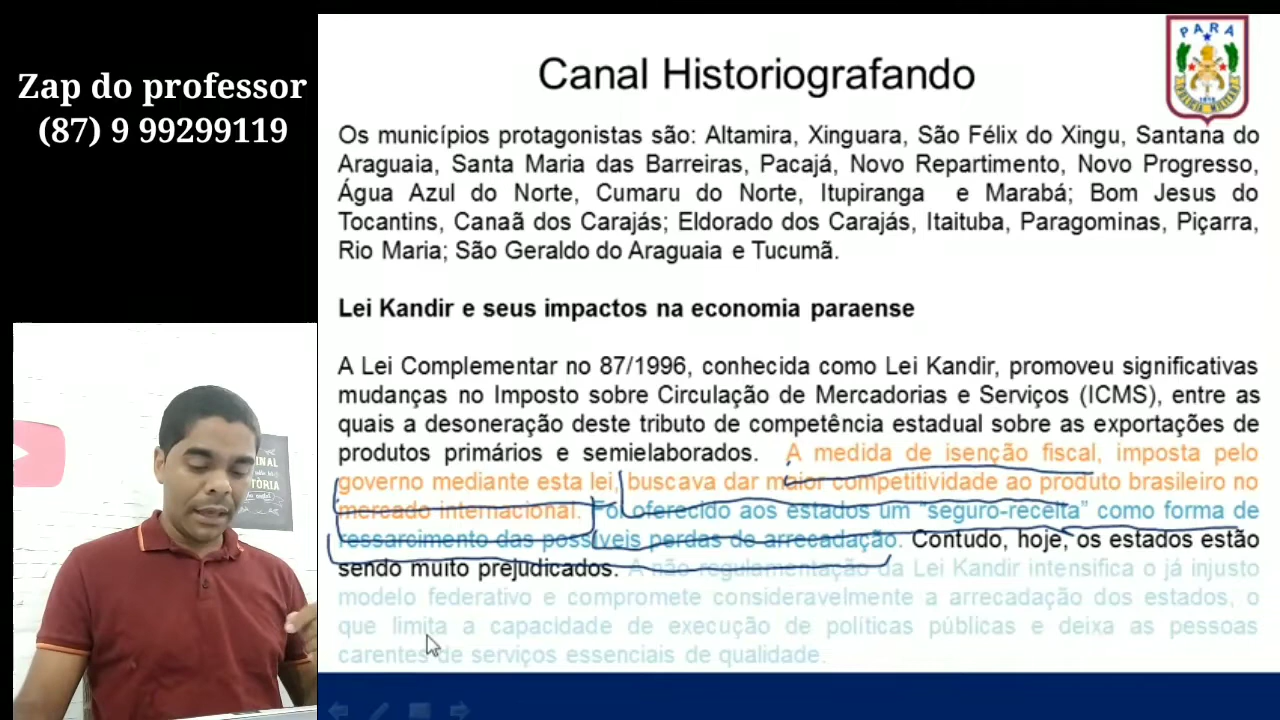 Zap do professor
(87) 9 99299119
Canal Historiografando
PARÁ
Os municípios protagonistas são: Altamira, Xinguara, São Félix do Xingu, Santana do
Araguaia, Santa Maria das Barreiras, Pacajá, Novo Repartimento, Novo Progresso,
Água Azul do Norte, Cumaru do Norte, Itupiranga e Marabá; Bom Jesus do
Tocantins, Canaã dos Carajás; Eldorado dos Carajás, Itaituba, Paragominas, Piçarra,
Rio Maria; São Geraldo do Araguaia e Tucumã.
Lei Kandir e seus impactos na economia paraense
A Lei Complementar no 87/1996, conhecida como Lei Kandir, promoveu significativas
mudanças no Imposto sobre Circulação de Mercadorias e Serviços (ICMS), entre as
quais a desoneração deste tributo de competência estadual sobre as exportações de
produtos primários e semielaborados. A medida de isenção fiscal, imposta pelo
governo mediante esta lei, buscava dar maior competitividade ao produto brasileiro no
mercado internacional. Foi oferecido aos estados um “seguro-receita” como forma de
ressarcimento das possíveis perdas de arrecadação. Contudo, hoje, os estados estão
sendo muito prejudicados. A não regulamentação da Lei Kandir intensifica o já injusto
modelo federativo e compromete consideravelmente a arrecadação dos estados, o
que limita a capacidade de execução de políticas públicas e deixa as pessoas
carentes de serviços essenciais de qualidade.